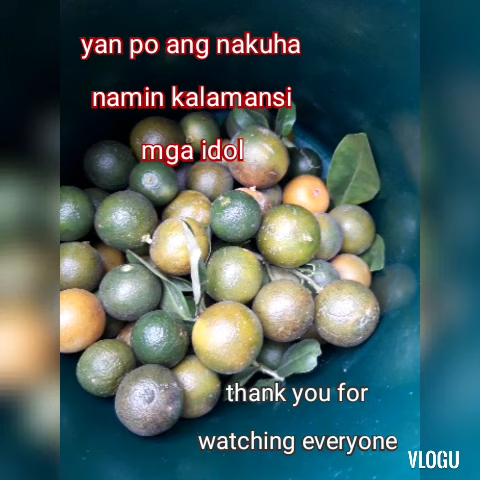 yan po ang nakuha
namin kalamansi
mga idol
thank you for
watching everyone
VLOGU